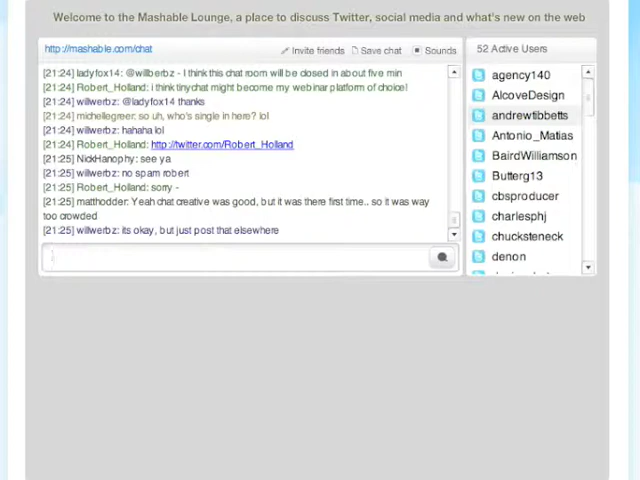 Welcome to the Mashable Lounge, a place to discuss Twitter, social media and what's new on the web
http://mashable.com/chat
Invite friends
Save chat
Sounds
52 Active Users
[21:24] ladyfox14: @willberbz - I think this chat room will be closed in about five min
[21:24] Robert_Holland: i think tinychat might become my webinar platform of choice!
[21:24] willwerbz: @ladyfox14 thanks
[21:24] michellegreer: so uh, who's single in here? lol
[21:24] willwerbz: hahaha lol
[21:24] Robert_Holland: http://twitter.com/Robert_Holland
[21:25] NickHanophy: see ya
[21:25] willwerbz: no spam robert
[21:25] Robert_Holland: sorry -
[21:25] matthodder: Yeah chat creative was good, but it was there first time.. so it was way
too crowded
[21:25] willwerbz: its okay, but just post that elsewhere
agency140
AlcoveDesign
andrewtibbetts
Antonio_Matias
BairdWilliamson
Butterg13
cbsproducer
charlesphj
chucksteneck
denon